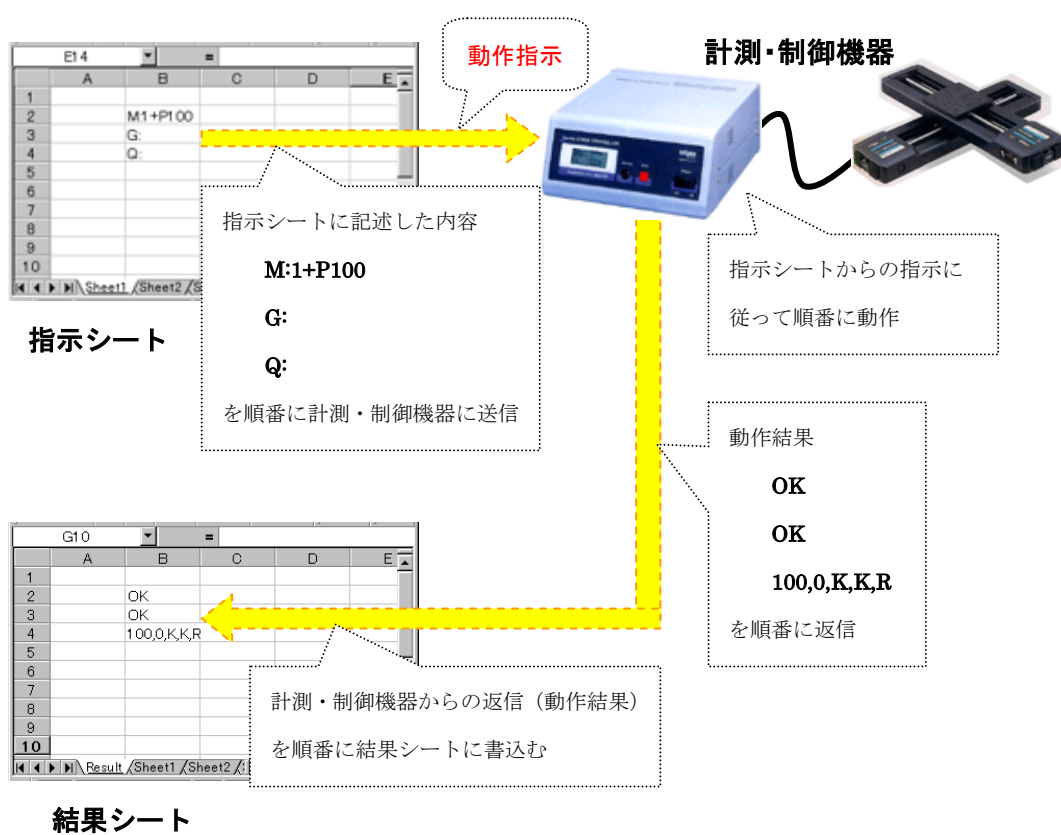 動作指示
計測・制御機器
E14 =
A B C D E
1
2 M:1+P100
3 G:
4 Q:
5
6
7
8
9
10
Sheet1 Sheet2
指示シート
指示シートに記述した内容
M:1+P100
G:
Q:
を順番に計測・制御機器に送信
指示シートからの指示に
従って順番に動作
動作結果
OK
OK
100,0,K,K,R
を順番に返信
G10 =
A B C D E
1
2 OK
3 OK
4 100,0,K,K,R
5
6
7
8
9
10
Result Sheet1 Sheet2
計測・制御機器からの返信（動作結果）
を順番に結果シートに書込む
結果シート